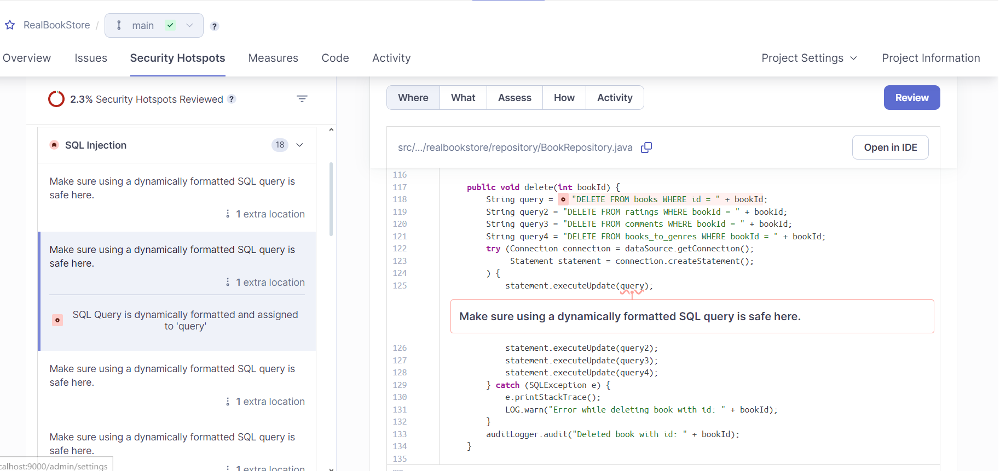 RealBookStore / main ?
Overview Issues Security Hotspots Measures Code Activity Project Settings Project Information
2.3% Security Hotspots Reviewed ?
SQL Injection 18
Make sure using a dynamically formatted SQL query is
safe here.
1 extra location
Make sure using a dynamically formatted SQL query is
safe here.
1 extra location
SQL Query is dynamically formatted and assigned
to 'query'
Make sure using a dynamically formatted SQL query is
safe here.
1 extra location
Make sure using a dynamically formatted SQL query is
safe here.
1 extra location
calhost:9000/admin/settings
Where What Assess How Activity Review
src/.../realbookstore/repository/BookRepository.java Open in IDE
116
117 public void delete(int bookId) {
118 String query = "DELETE FROM books WHERE id = " + bookId;
119 String query2 = "DELETE FROM ratings WHERE bookId = " + bookId;
120 String query3 = "DELETE FROM comments WHERE bookId = " + bookId;
121 String query4 = "DELETE FROM books_to_genres WHERE bookId = " + bookId;
122 try (Connection connection = dataSource.getConnection();
123 Statement statement = connection.createStatement();
124 ) {
125 statement.executeUpdate(query);
Make sure using a dynamically formatted SQL query is safe here.
126 statement.executeUpdate(query2);
127 statement.executeUpdate(query3);
128 statement.executeUpdate(query4);
129 } catch (SQLException e) {
130 e.printStackTrace();
131 LOG.warn("Error while deleting book with id: " + bookId);
132 }
133 auditLogger.audit("Deleted book with id: " + bookId);
134 }
135